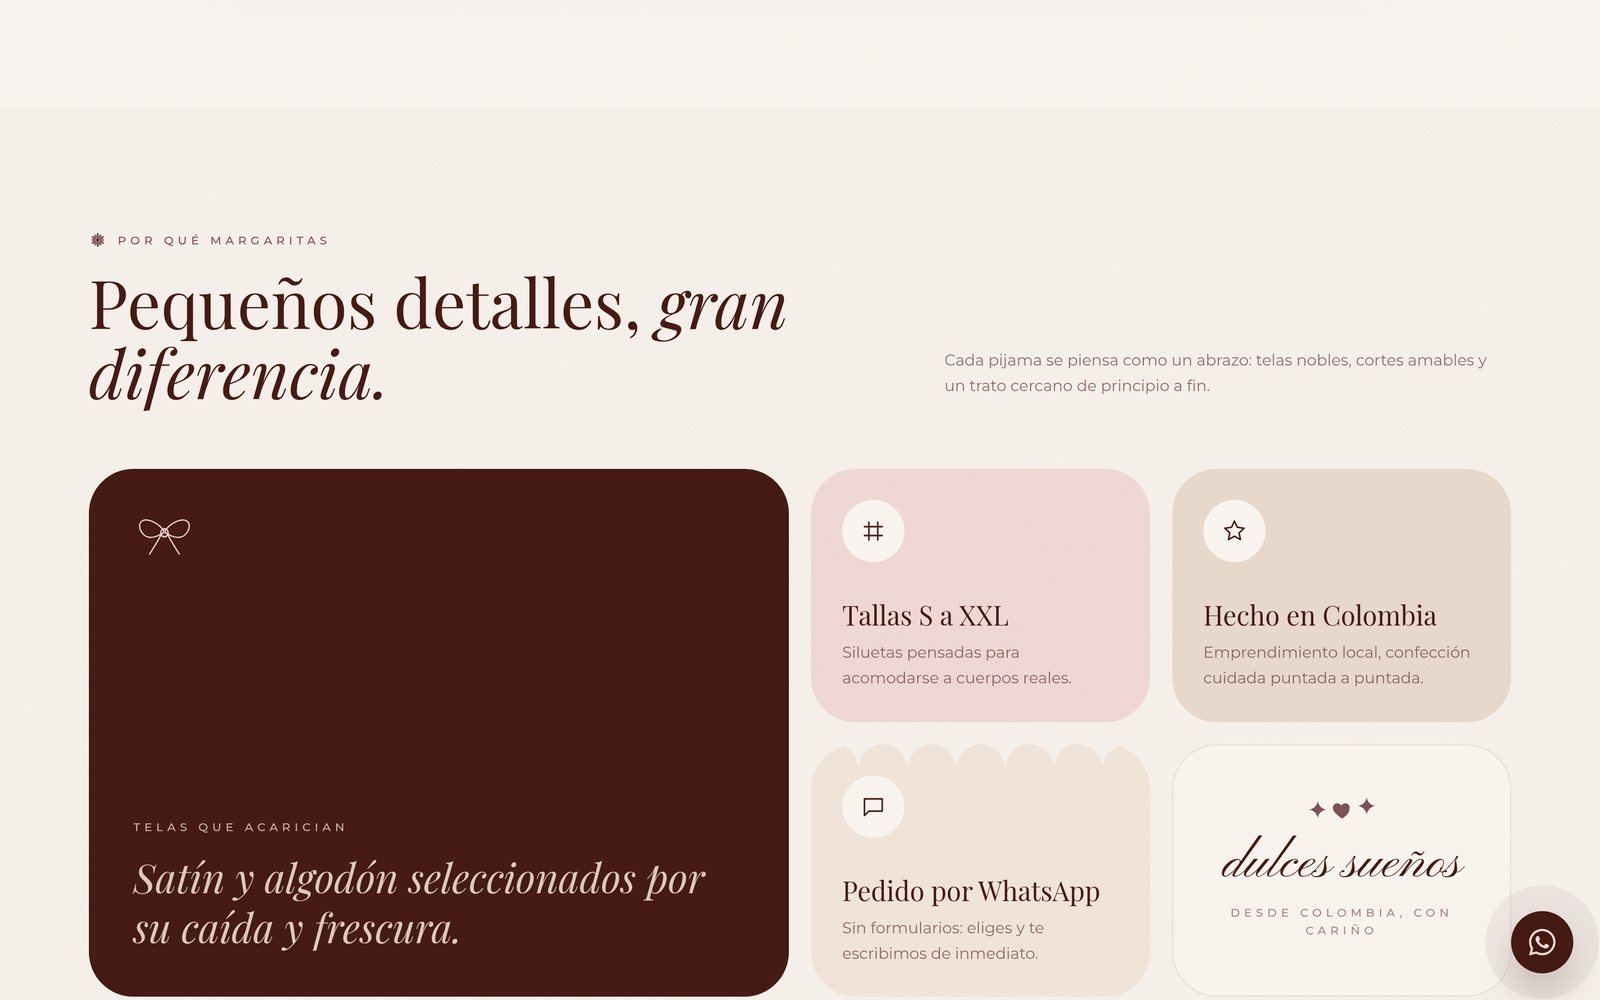 POR QUÉ MARGARITAS
Pequeños detalles, gran
diferencia.
Cada pijama se piensa como un abrazo: telas nobles, cortes amables y
un trato cercano de principio a fin.
TELAS QUE ACARICIAN
Satín y algodón seleccionados por
su caída y frescura.
Tallas S a XXL
Siluetas pensadas para
acomodarse a cuerpos reales.
Hecho en Colombia
Emprendimiento local, confección
cuidada puntada a puntada.
Pedido por WhatsApp
Sin formularios: eliges y te
escribimos de inmediato.
dulces sueños
DESDE COLOMBIA, CON
CARIÑO